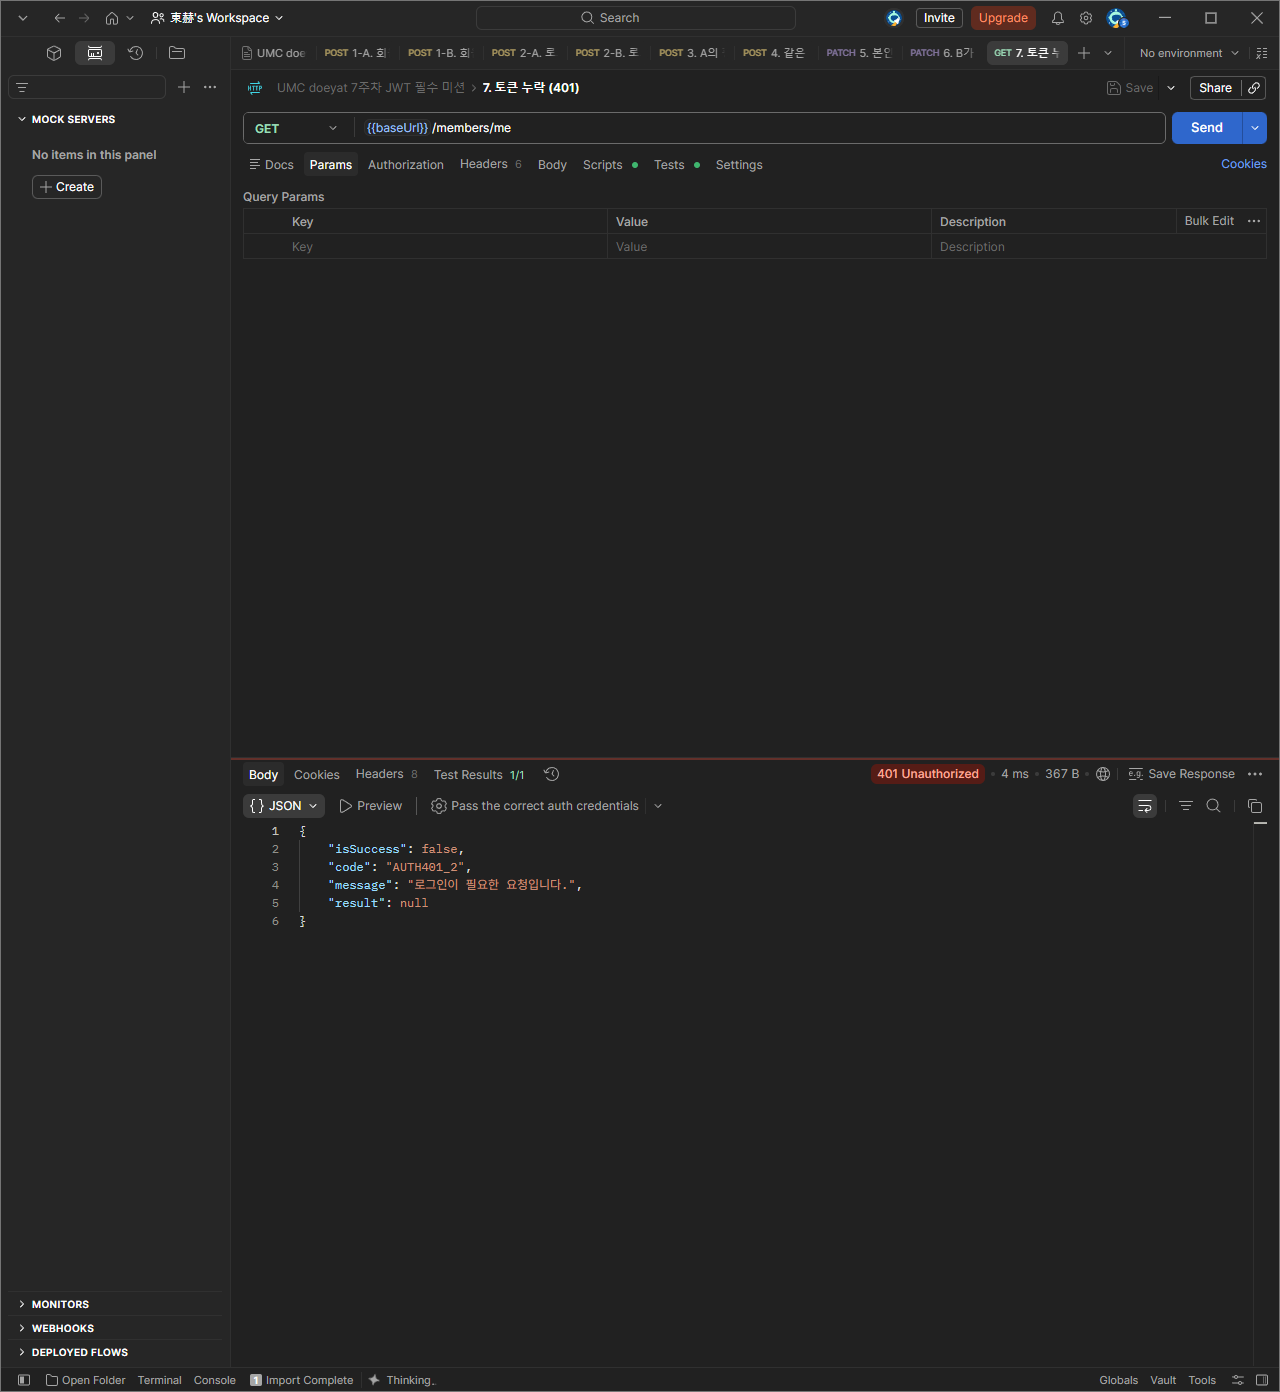 東赫's Workspace
Search
Invite
Upgrade
UMC doe
POST 1-A. 회
POST 1-B. 회
POST 2-A. 로
POST 2-B. 로
POST 3. A의
POST 4. 같은
PATCH 5. 본인
PATCH 6. B가
GET 7. 토큰
No environment
UMC doeyat 7주차 JWT 필수 미션 > 7. 토큰 누락 (401)
Save
Share
MOCK SERVERS
No items in this panel
Create
GET
{{baseUrl}} /members/me
Send
Docs
Params
Authorization
Headers 6
Body
Scripts
Tests
Settings
Cookies
Query Params
Key Value Description Bulk Edit
Key Value Description
Body
Cookies
Headers 8
Test Results 1/1
401 Unauthorized
4 ms
367 B
e.g. Save Response
{} JSON
Preview
Pass the correct auth credentials
1 {
2 "isSuccess": false,
3 "code": "AUTH401_2",
4 "message": "로그인이 필요한 요청입니다.",
5 "result": null
6 }
MONITORS
WEBHOOKS
DEPLOYED FLOWS
Open Folder
Terminal
Console
1 Import Complete
Thinking_
Globals
Vault
Tools